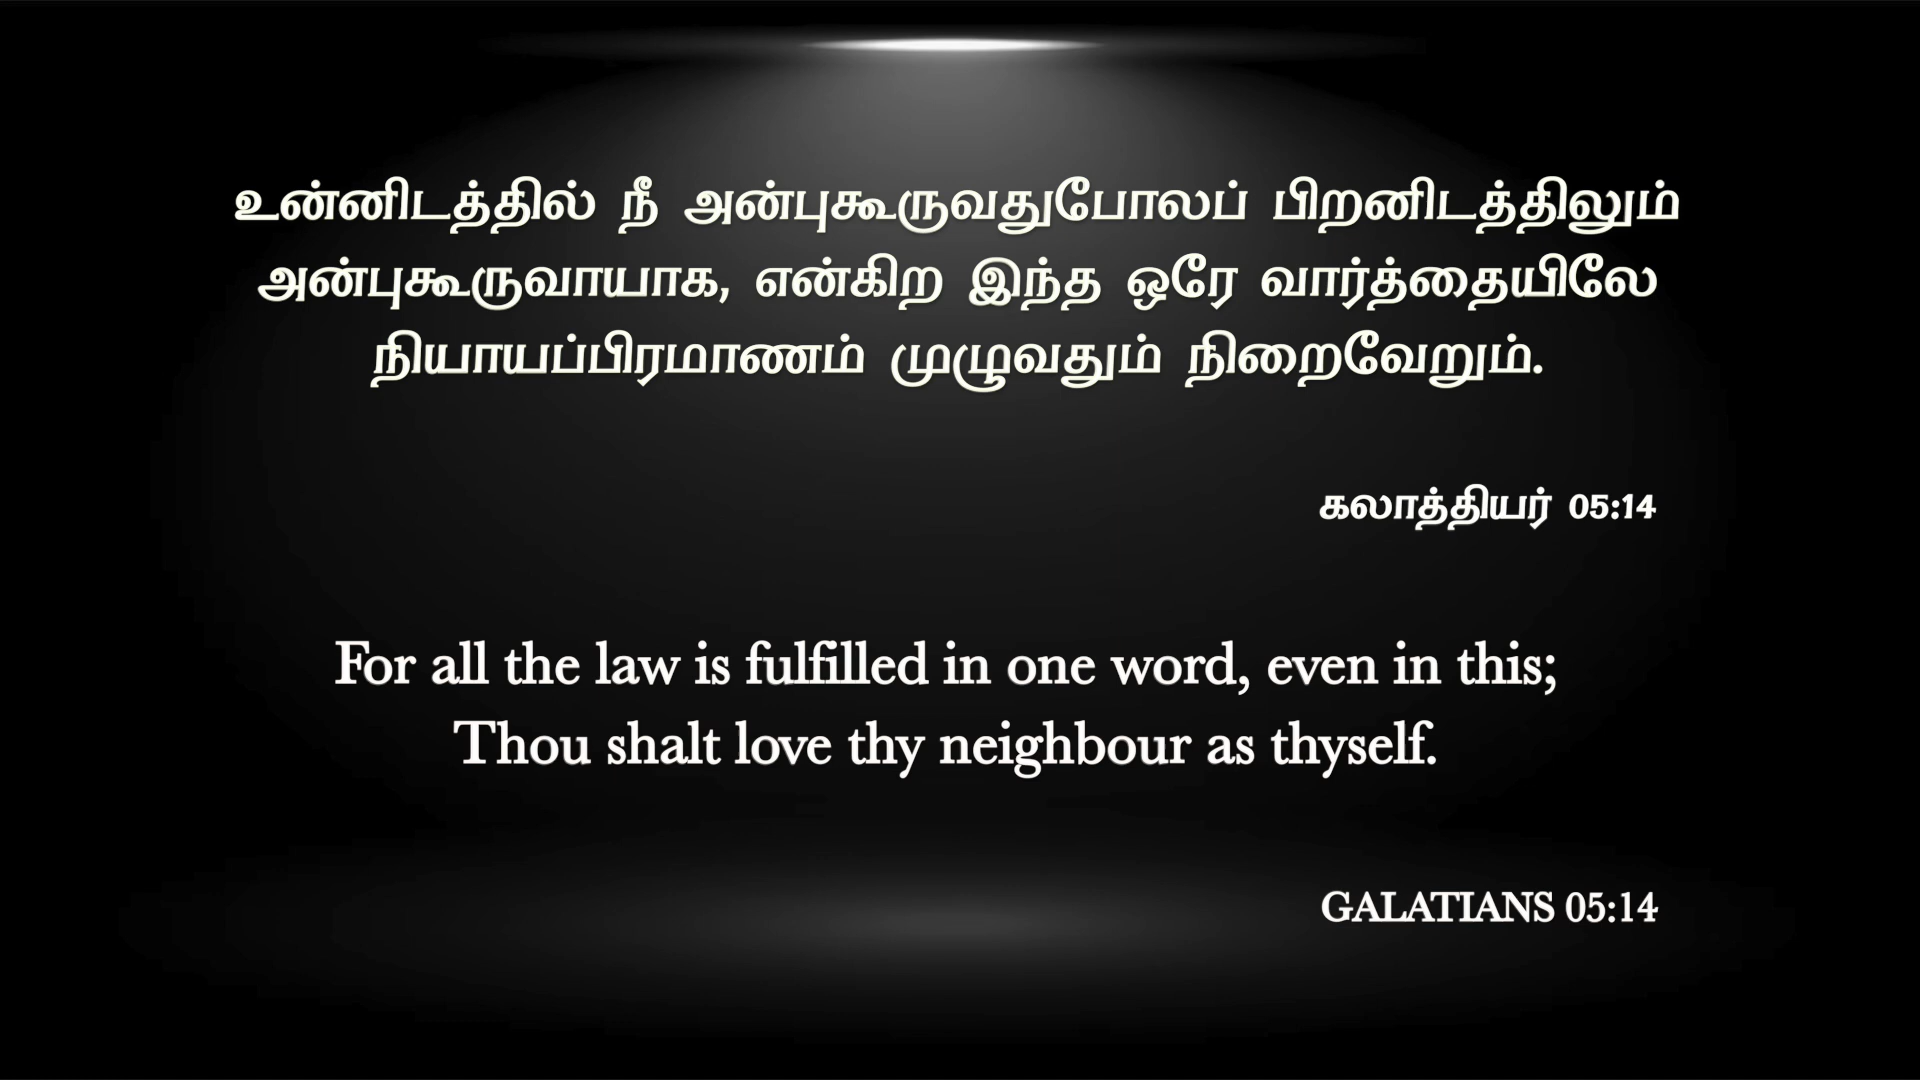 உன்னிடத்தில் நீ அன்புகூருவதுபோலப் பிறனிடத்திலும்
அன்புகூருவாயாக, என்கிற இந்த ஒரே வார்த்தையிலே
நியாயப்பிரமாணம் முழுவதும் நிறைவேறும்.
கலாத்தியர் 05:14
For all the law is fulfilled in one word, even in this;
Thou shalt love thy neighbour as thyself.
GALATIANS 05:14